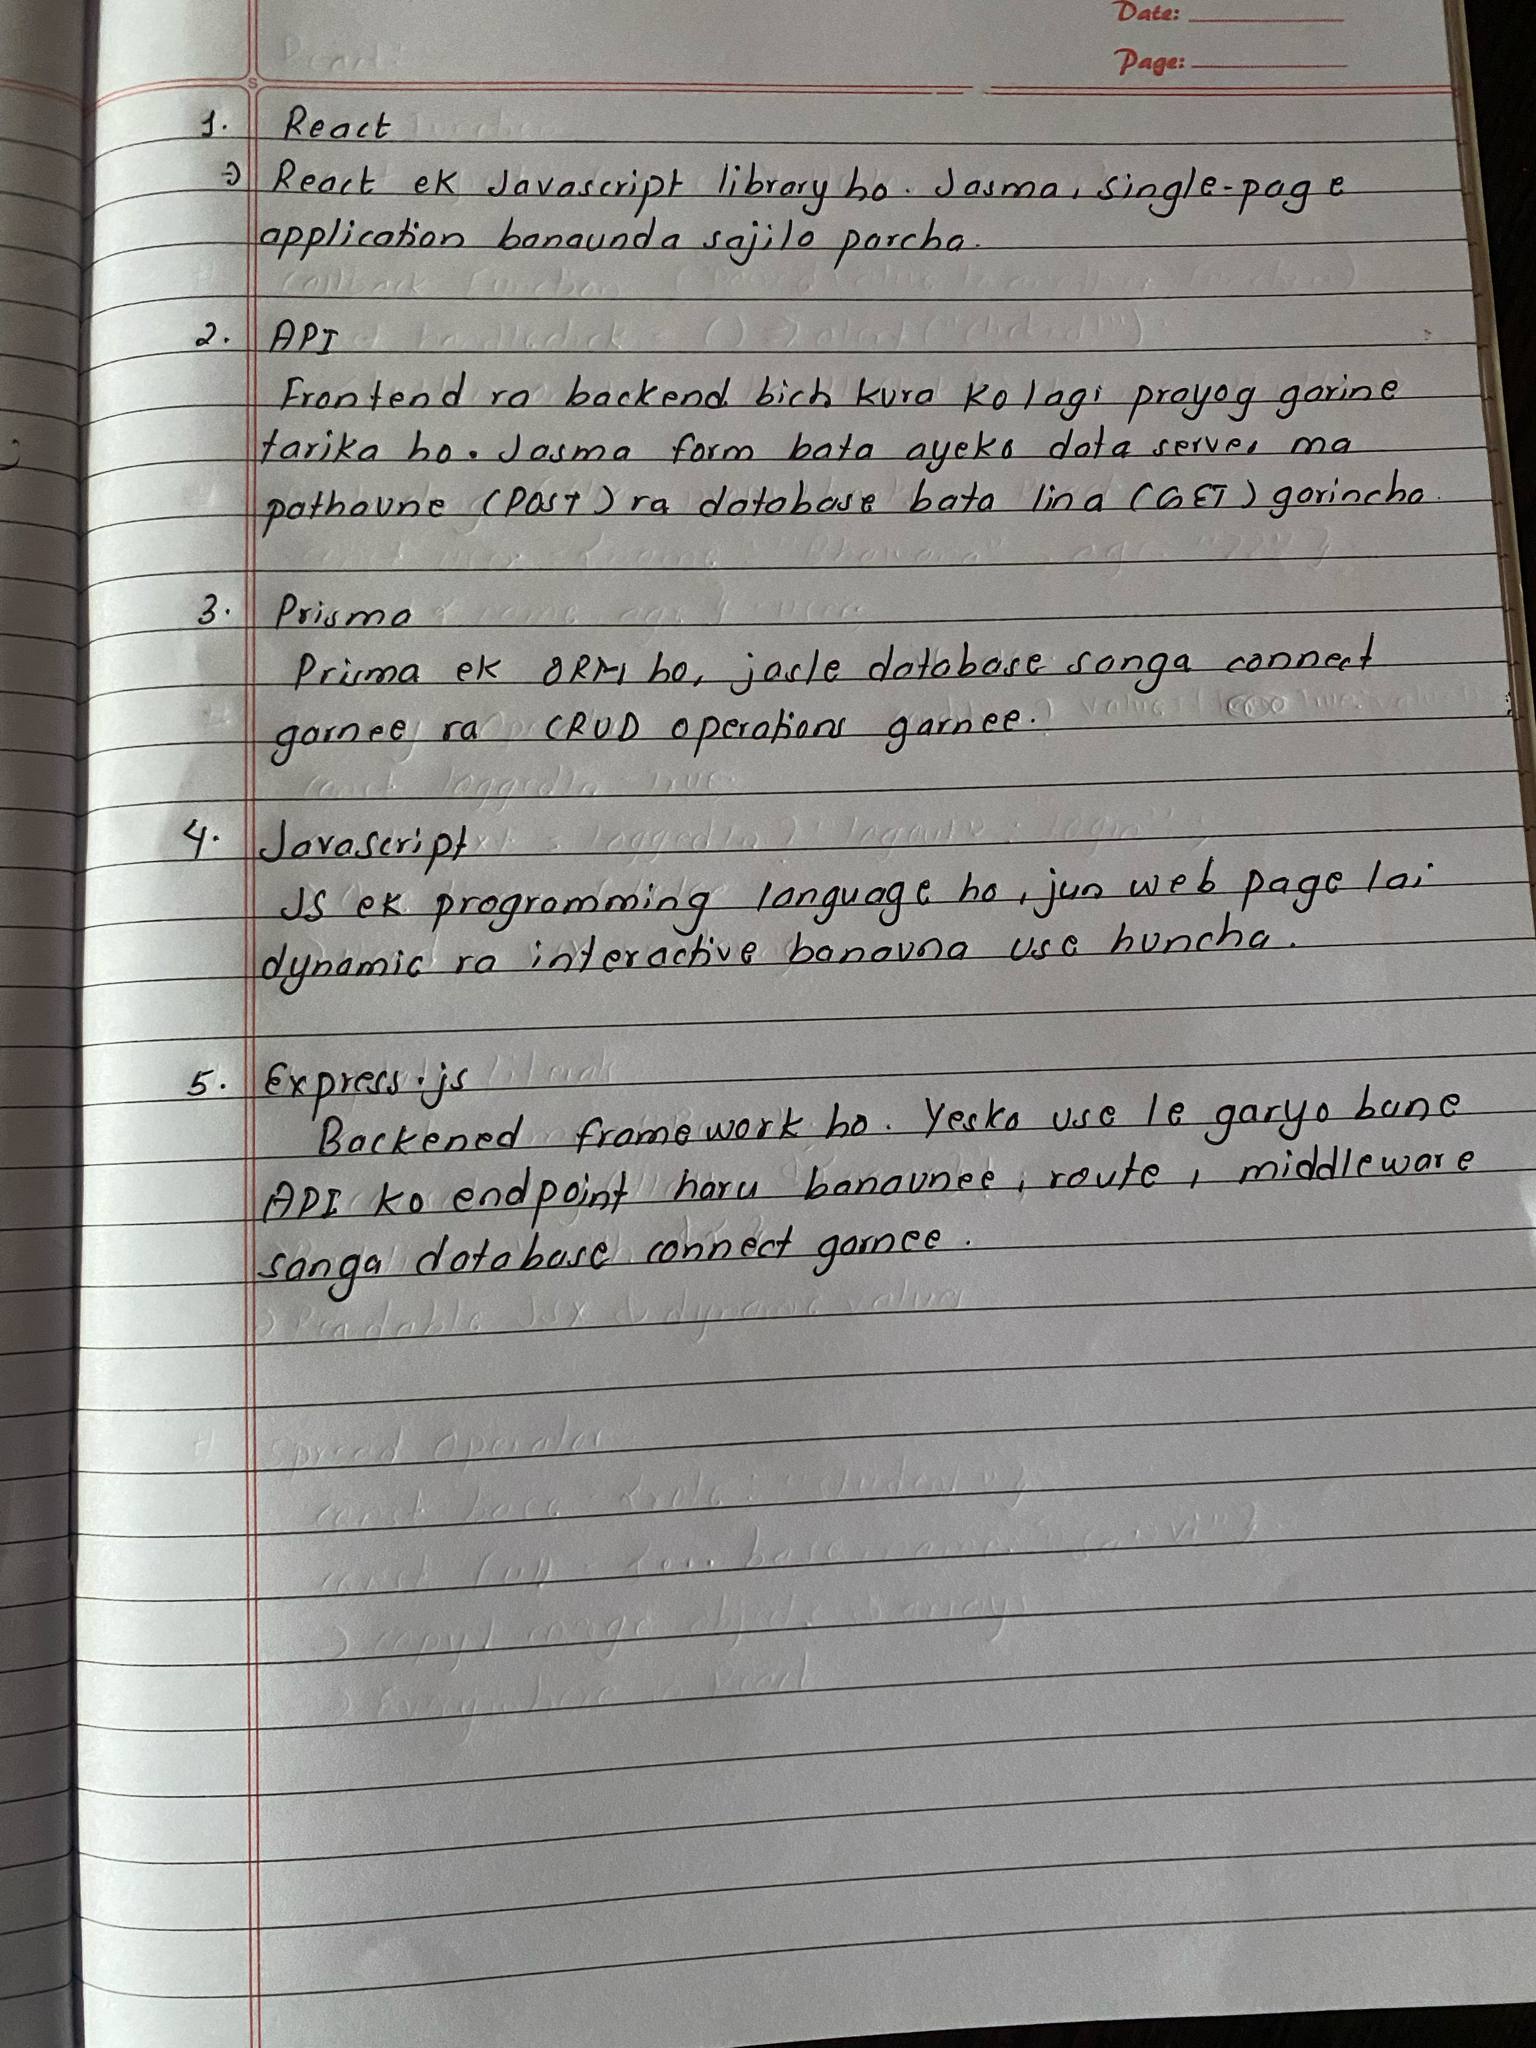 Date:
Page:
1. React
⇒ React ek Javascript library ho. Jasma, single-page
application banaunda sajilo parcha.
2. API
Frontend ra backend bich kura ko lagi prayog garine
tarika ho. Jasma form bata ayeko data server ma
pathaune (POST) ra database bata lina (GET) garincha.
3. Prisma
Prisma ek ORM ho, jasle database sanga connect
garnee ra CRUD operations garnee.
4. Javascript
JS ek programming language ho, jun web page lai
dynamic ra interactive banauna use huncha.
5. Express.js
Backened framework ho. Yesko use le garyo bane
API ko endpoint haru banaunee, route, middleware
sanga database connect garnee.